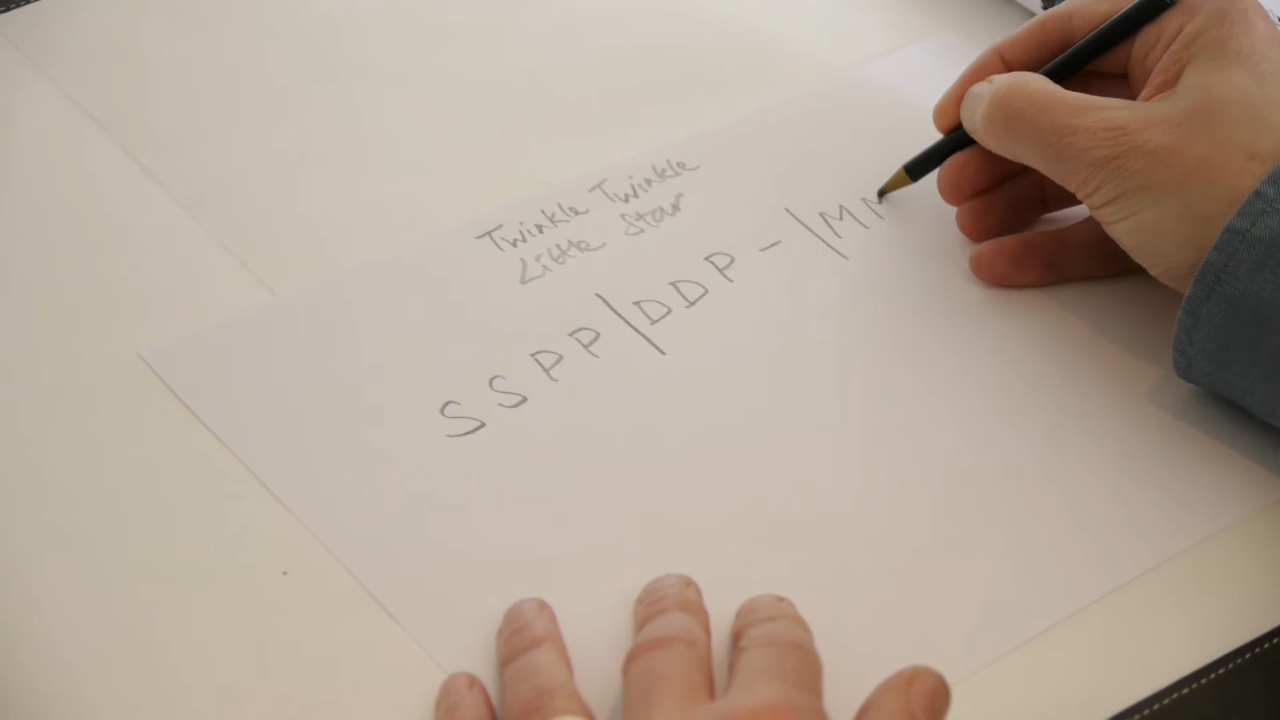 Twinkle Twinkle
Little Star
S S P P | D D P – | M M